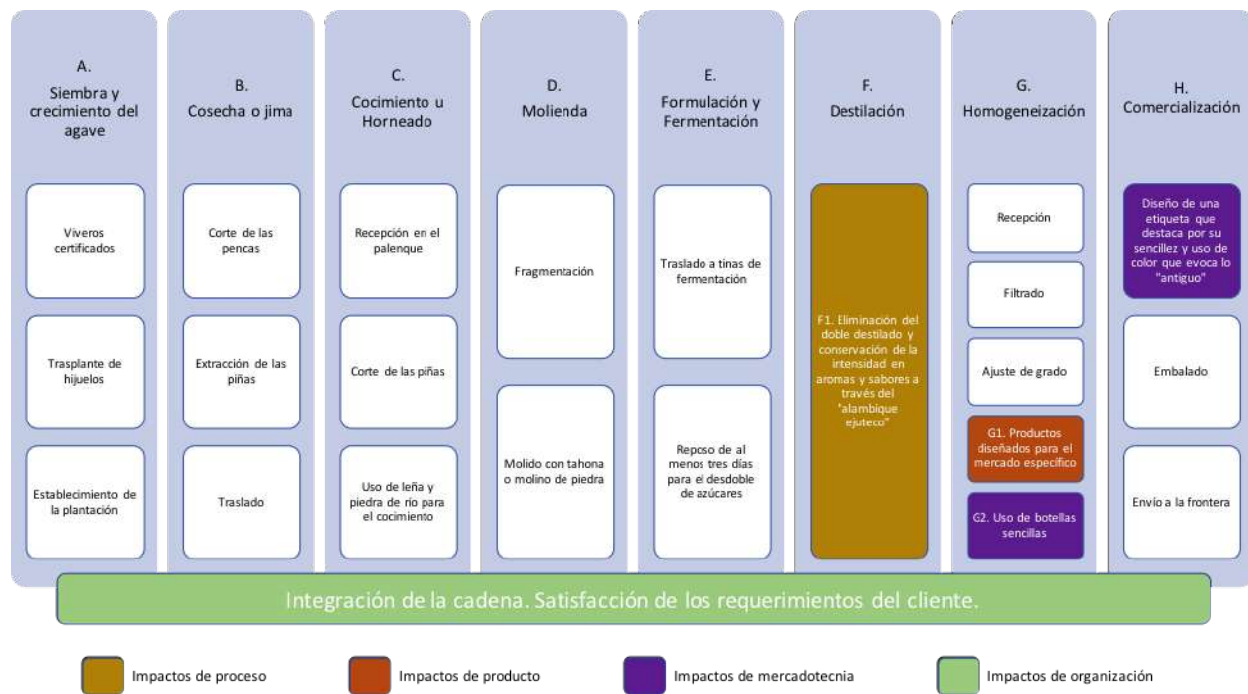 A.
Siembra y
crecimiento del
agave
Viveros
certificados
Trasplante de
hijuelos
Establecimiento de
la plantación
B.
Cosecha o jima
Corte de las
pencas
Extracción de las
piñas
Traslado
C.
Cocimiento u
Horneado
Recepción en el
palenque
Corte de las piñas
Uso de leña y
piedra de río para
el cocimiento
D.
Molienda
Fragmentación
Molido con tahona
o molino de piedra
E.
Formulación y
Fermentación
Traslado a tinas de
fermentación
Reposo de al
menos tres días
para el desdoble
de azúcares
F.
Destilación
F1. Eliminación del
doble destilado y
conservación de la
intensidad en
aromas y sabores a
través del
"alambique
ejuteco"
G.
Homogeneización
Recepción
Filtrado
Ajuste de grado
G1. Productos
diseñados para el
mercado específico
G2. Uso de botellas
sencillas
H.
Comercialización
Diseño de una
etiqueta que
destaca por su
sencillez y uso de
color que evoca lo
"antiguo"
Embalado
Envío a la frontera
Integración de la cadena. Satisfacción de los requerimientos del cliente.
Impactos de proceso
Impactos de producto
Impactos de mercadotecnia
Impactos de organización